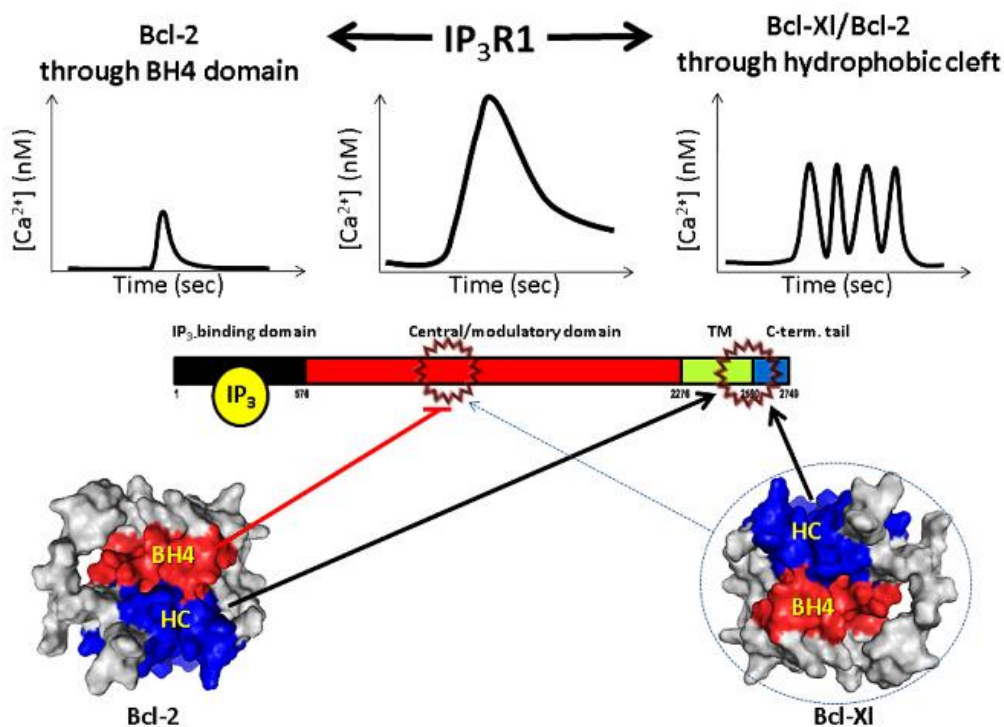 Bcl-2
through BH4 domain
IP₃R1
Bcl-Xl/Bcl-2
through hydrophobic cleft
[Ca²⁺] (nM)
Time (sec)
[Ca²⁺] (nM)
Time (sec)
[Ca²⁺] (nM)
Time (sec)
IP₃-binding domain
Central/modulatory domain
TM
C-term. tail
IP₃
1
576
2276
2749
BH4
HC
Bcl-2
HC
BH4
Bcl-Xl